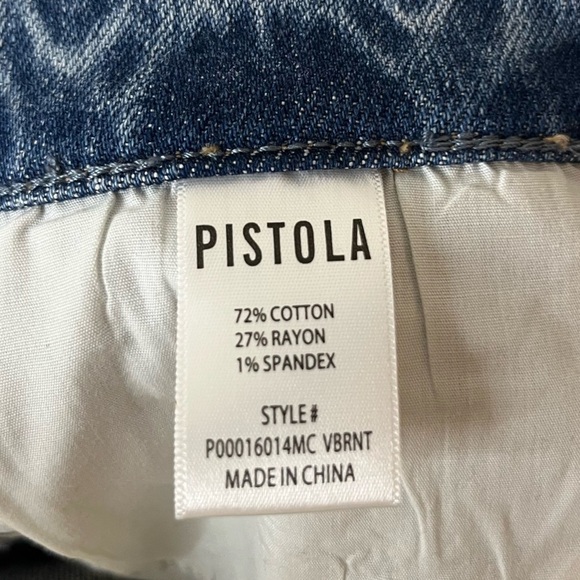 PISTOLA
72% COTTON
27% RAYON
1% SPANDEX
STYLE#
P00016014MC VBRNT
MADE IN CHINA